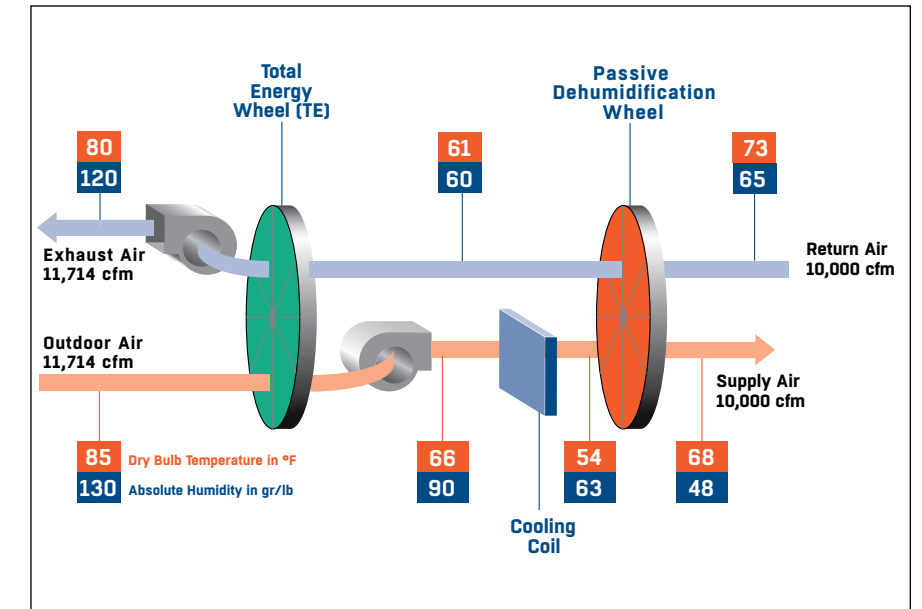 Total
Energy
Wheel (TE)
Passive
Dehumidification
Wheel
80
120
61
60
73
65
Exhaust Air
11,714 cfm
Return Air
10,000 cfm
Outdoor Air
11,714 cfm
Supply Air
10,000 cfm
85 Dry Bulb Temperature in °F
130 Absolute Humidity in gr/lb
66
90
54
63
68
48
Cooling
Coil